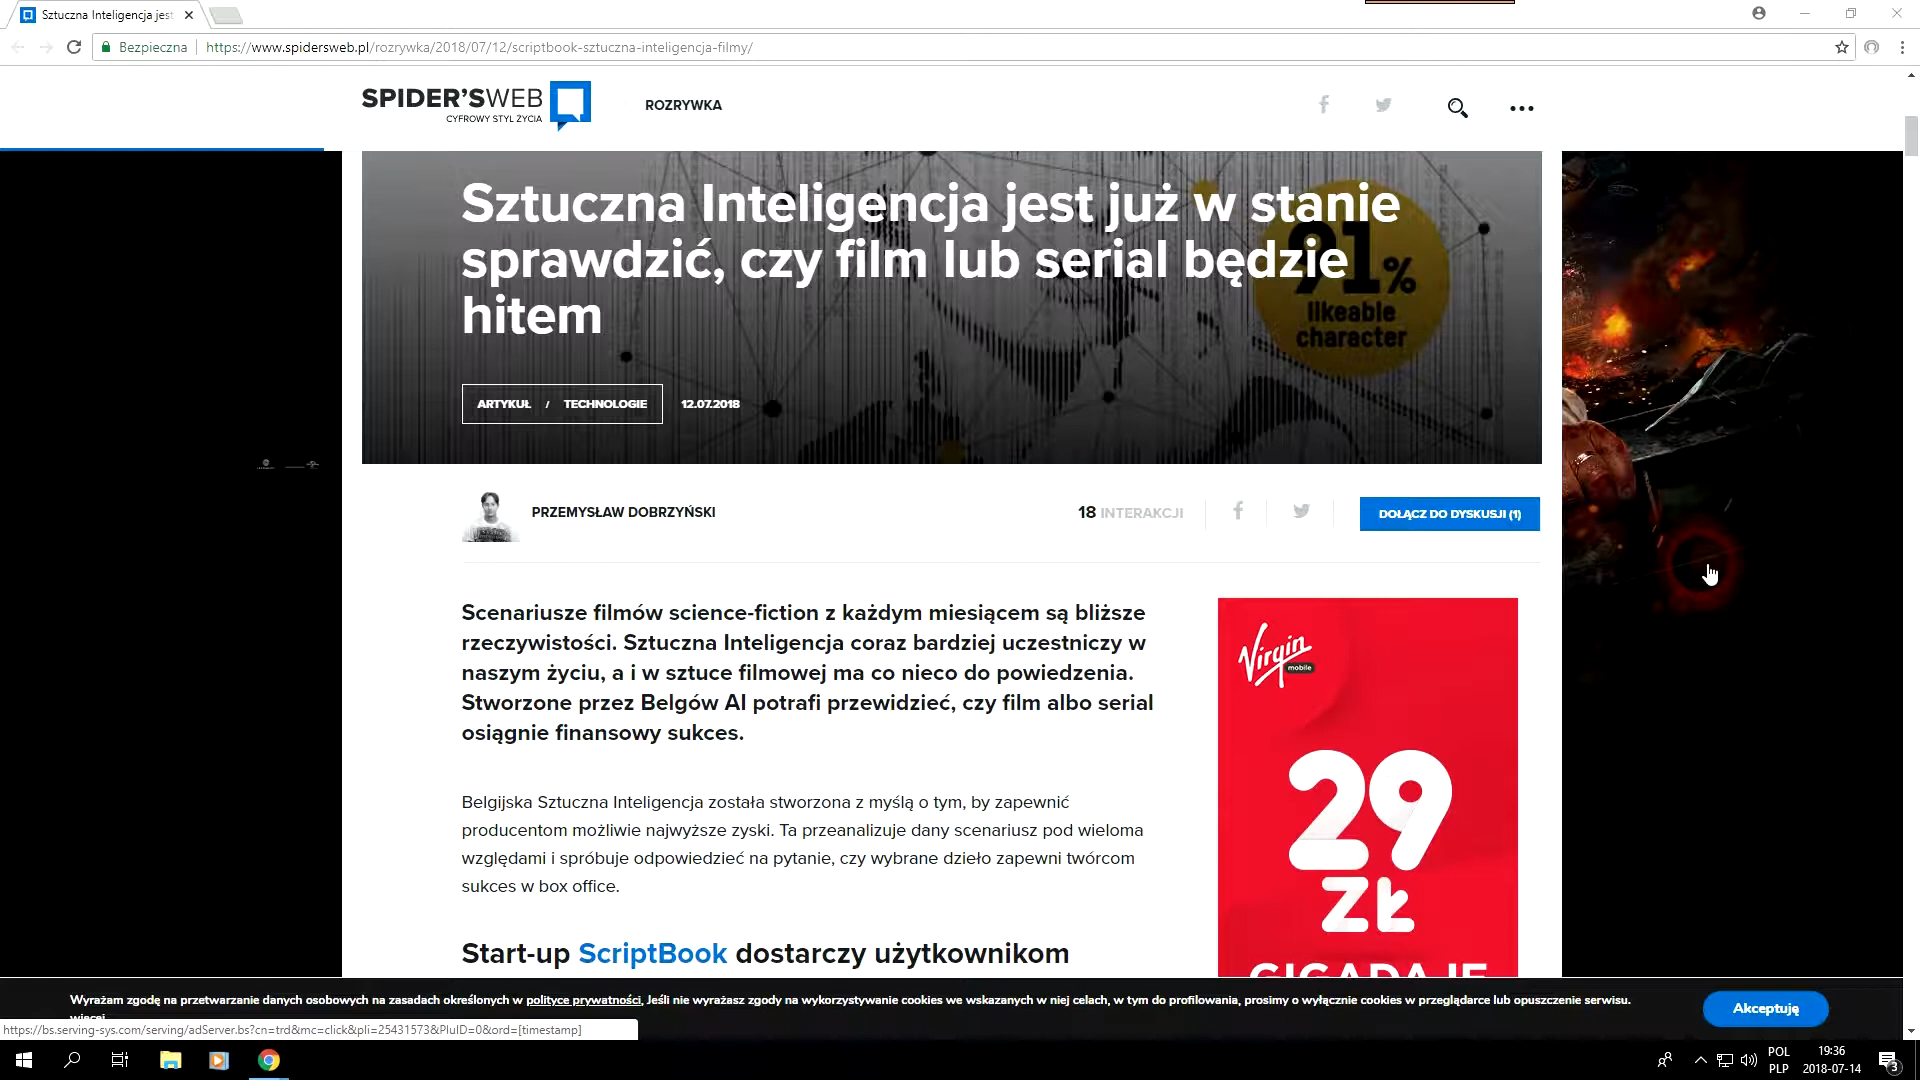 Sztuczna Inteligencja jest
Bezpieczna
https://www.spidersweb.pl/rozrywka/2018/07/12/scriptbook-sztuczna-inteligencja-filmy/
SPIDER'SWEB
CYFROWY STYL ŻYCIA
ROZRYWKA
Sztuczna Inteligencja jest już w stanie
sprawdzić, czy film lub serial będzie
hitem
91%
likeable
character
ARTYKUŁ / TECHNOLOGIE
12.07.2018
PRZEMYSŁAW DOBRZYŃSKI
18 INTERAKCJI
DOŁĄCZ DO DYSKUSJI (1)
Scenariusze filmów science-fiction z każdym miesiącem są bliższe
rzeczywistości. Sztuczna Inteligencja coraz bardziej uczestniczy w
naszym życiu, a i w sztuce filmowej ma co nieco do powiedzenia.
Stworzone przez Belgów AI potrafi przewidzieć, czy film albo serial
osiągnie finansowy sukces.
Belgijska Sztuczna Inteligencja została stworzona z myślą o tym, by zapewnić
producentom możliwie najwyższe zyski. Ta przeanalizuje dany scenariusz pod wieloma
względami i spróbuje odpowiedzieć na pytanie, czy wybrane dzieło zapewni twórcom
sukces w box office.
Start-up ScriptBook dostarczy użytkownikom
Virgin
mobile
29
ZŁ
GIGADAJE
Wyrażam zgodę na przetwarzanie danych osobowych na zasadach określonych w polityce prywatności. Jeśli nie wyrażasz zgody na wykorzystywanie cookies we wskazanych w niej celach, w tym do profilowania, prosimy o wyłącznie cookies w przeglądarce lub opuszczenie serwisu.
więcej
Akceptuję
https://bs.serving-sys.com/serving/adServer.bs?cn=trd&mc=click&pli=25431573&PluID=0&ord=[timestamp]
POL
PLP
19:36
2018-07-14
3